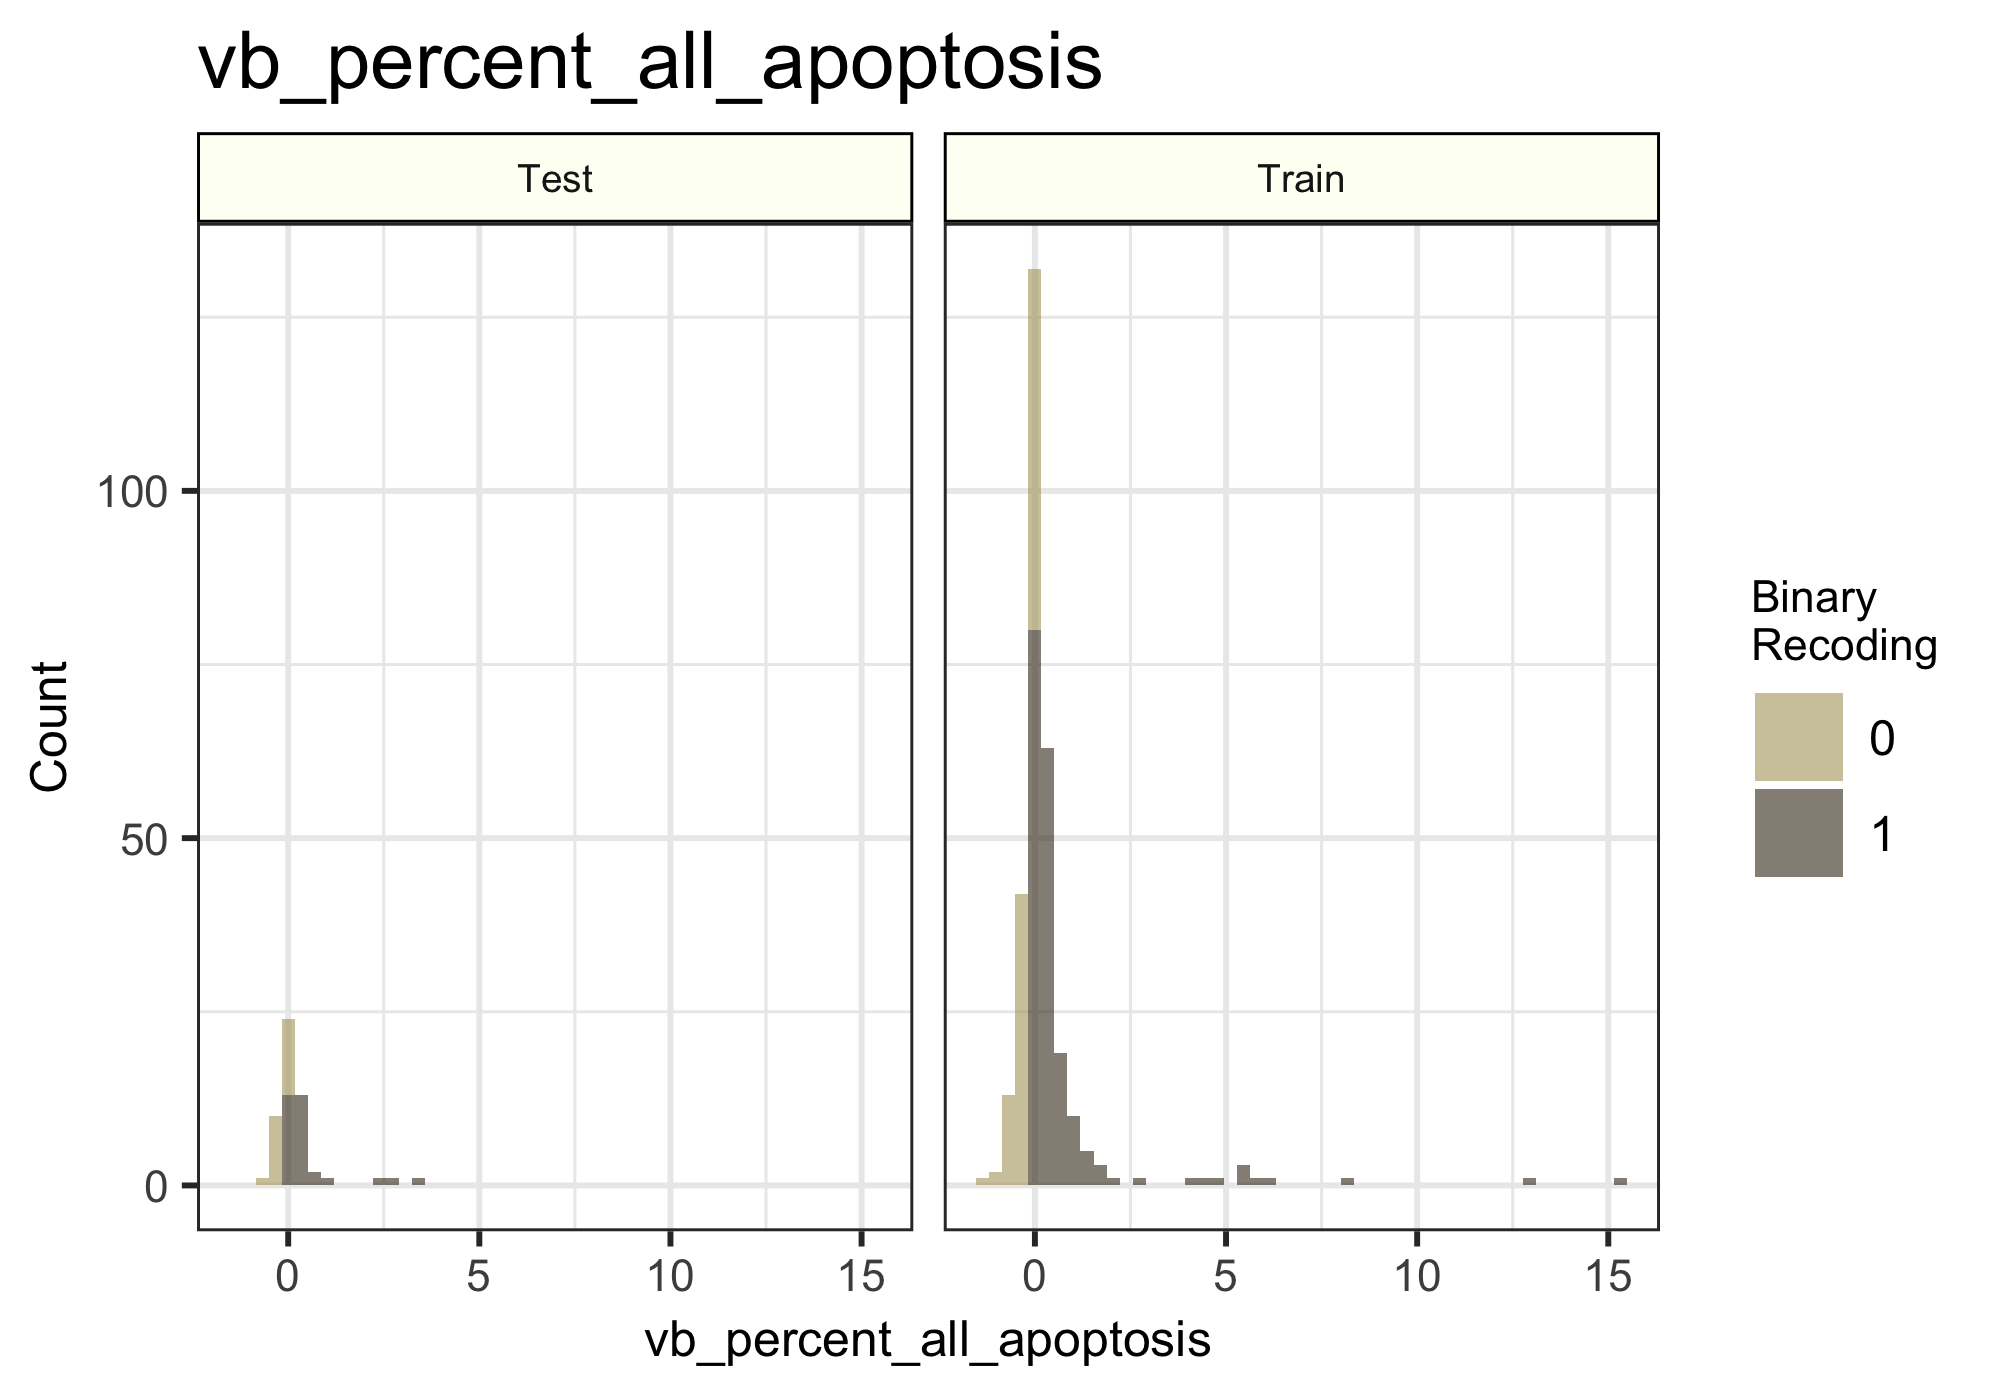 vb_percent_all_apoptosis
Test
Train
100
50
0
Count
0 5 10 15
0 5 10 15
vb_percent_all_apoptosis
Binary
Recoding
0
1